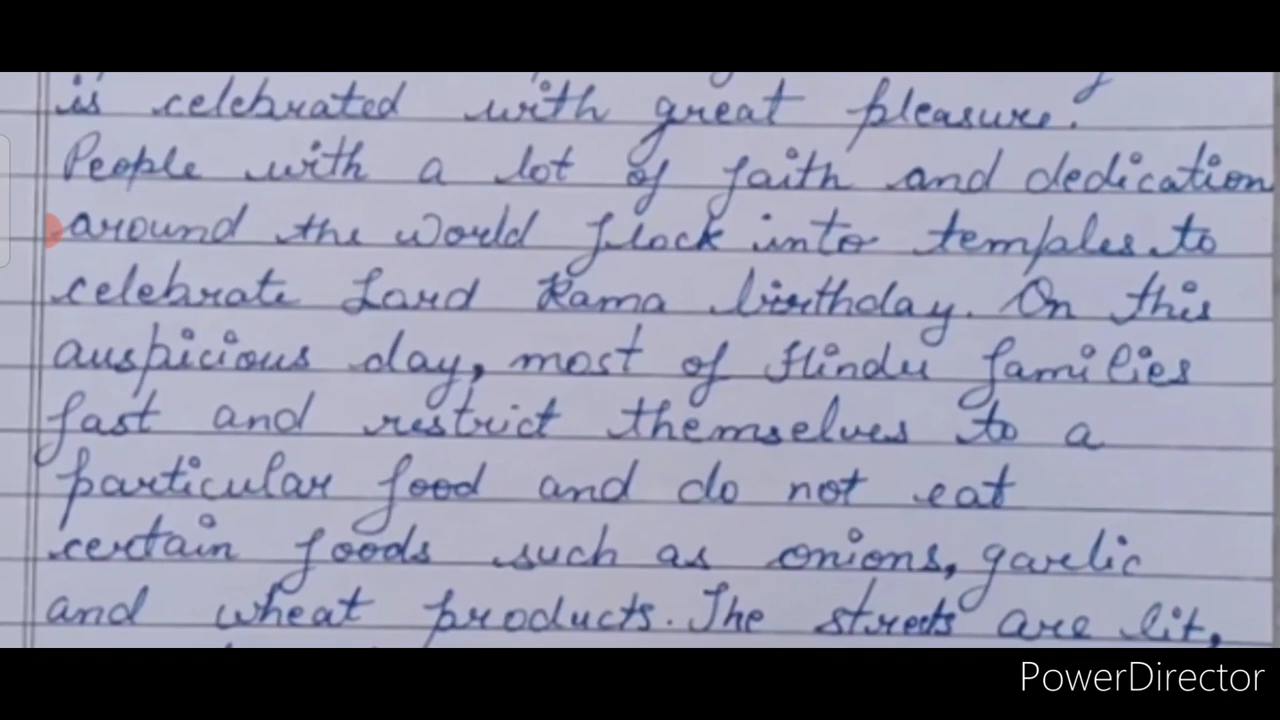 is celebrated with great pleasure.
People with a lot of faith and dedication
around the world flock into temples to
celebrate Lard Rama birthday. On this
auspicious day, most of Hindu families
fast and restrict themselves to a
particular food and do not eat
certain foods such as onions, garlic
and wheat products. The streets are lit,
PowerDirector